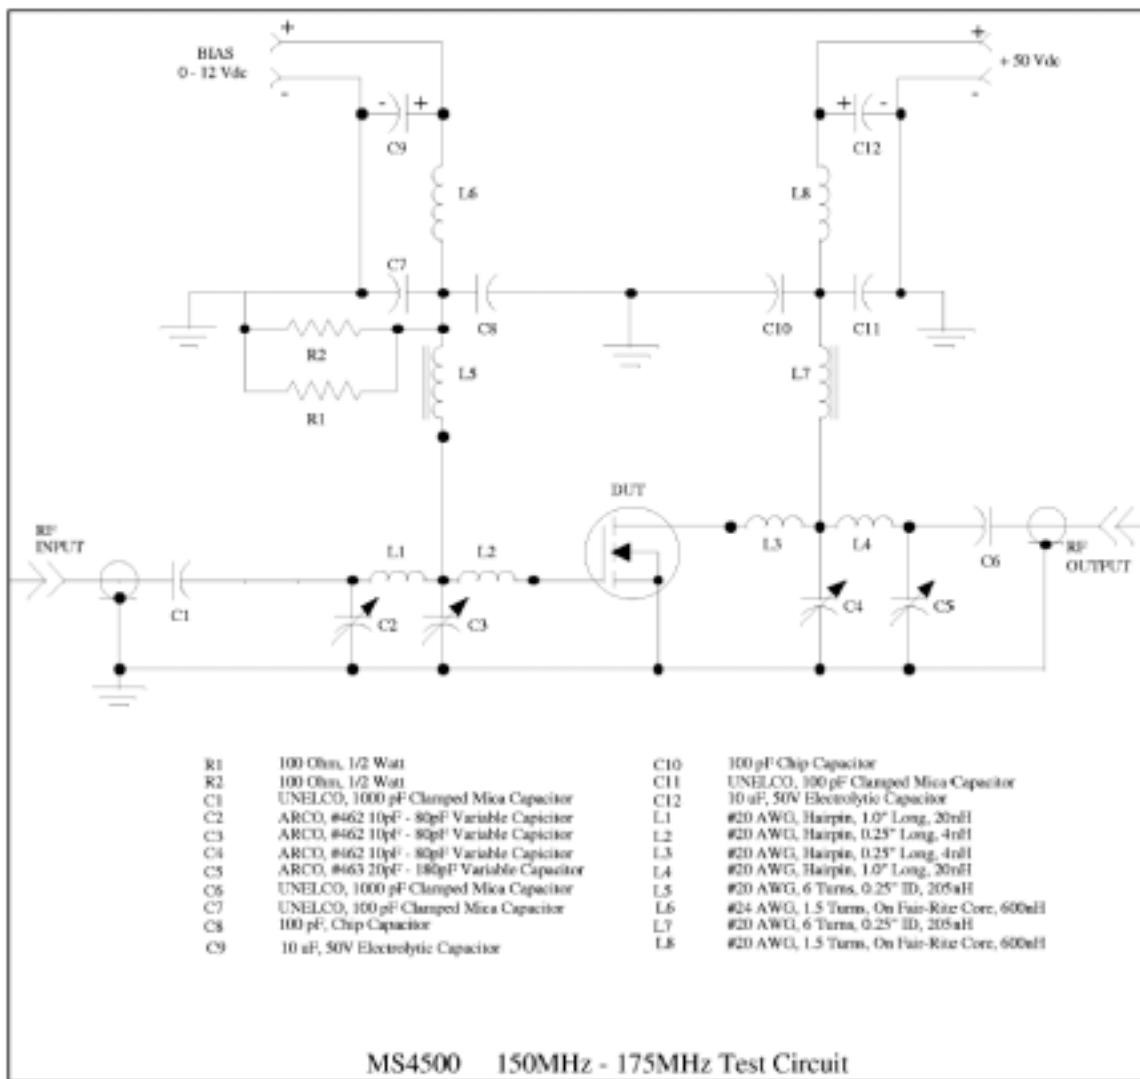 +
+
BIAS
0 - 12 Vdc
+ 50 Vdc
-
-
- +
+ -
C9
C12
L6
L8
C7
C8
C10
C11
R2
L5
L7
R1
DUT
RF
INPUT
L1
L2
L3
L4
RF
OUTPUT
C6
C1
C2
C3
C4
C5
R1 100 Ohm, 1/2 Watt
R2 100 Ohm, 1/2 Watt
C1 UNELCO, 1000 pF Clamped Mica Capacitor
C2 ARCO, #462 10pF - 80pF Variable Capicitor
C3 ARCO, #462 10pF - 80pF Variable Capacitor
C4 ARCO, #462 10pF - 80pF Variable Capacitor
C5 ARCO, #463 20pF - 180pF Variable Capacitor
C6 UNELCO, 1000 pF Clamped Mica Capacitor
C7 UNELCO, 100 pF Clamped Mica Capacitor
C8 100 pF, Chip Capacitor
C9 10 uF, 50V Electrolytic Capacitor
C10 100 pF Chip Capacitor
C11 UNELCO, 100 pF Clamped Mica Capacitor
C12 10 uF, 50V Electrolytic Capacitor
L1 #20 AWG, Hairpin, 1.0" Long, 20nH
L2 #20 AWG, Hairpin, 0.25" Long, 4nH
L3 #20 AWG, Hairpin, 0.25" Long, 4nH
L4 #20 AWG, Hairpin, 1.0" Long, 20nH
L5 #20 AWG, 6 Turns, 0.25" ID, 205nH
L6 #24 AWG, 1.5 Turns, On Fair-Rite Core, 600nH
L7 #20 AWG, 6 Turns, 0.25" ID, 205nH
L8 #20 AWG, 1.5 Turns, On Fair-Rite Core, 600nH
MS4500 150MHz - 175MHz Test Circuit